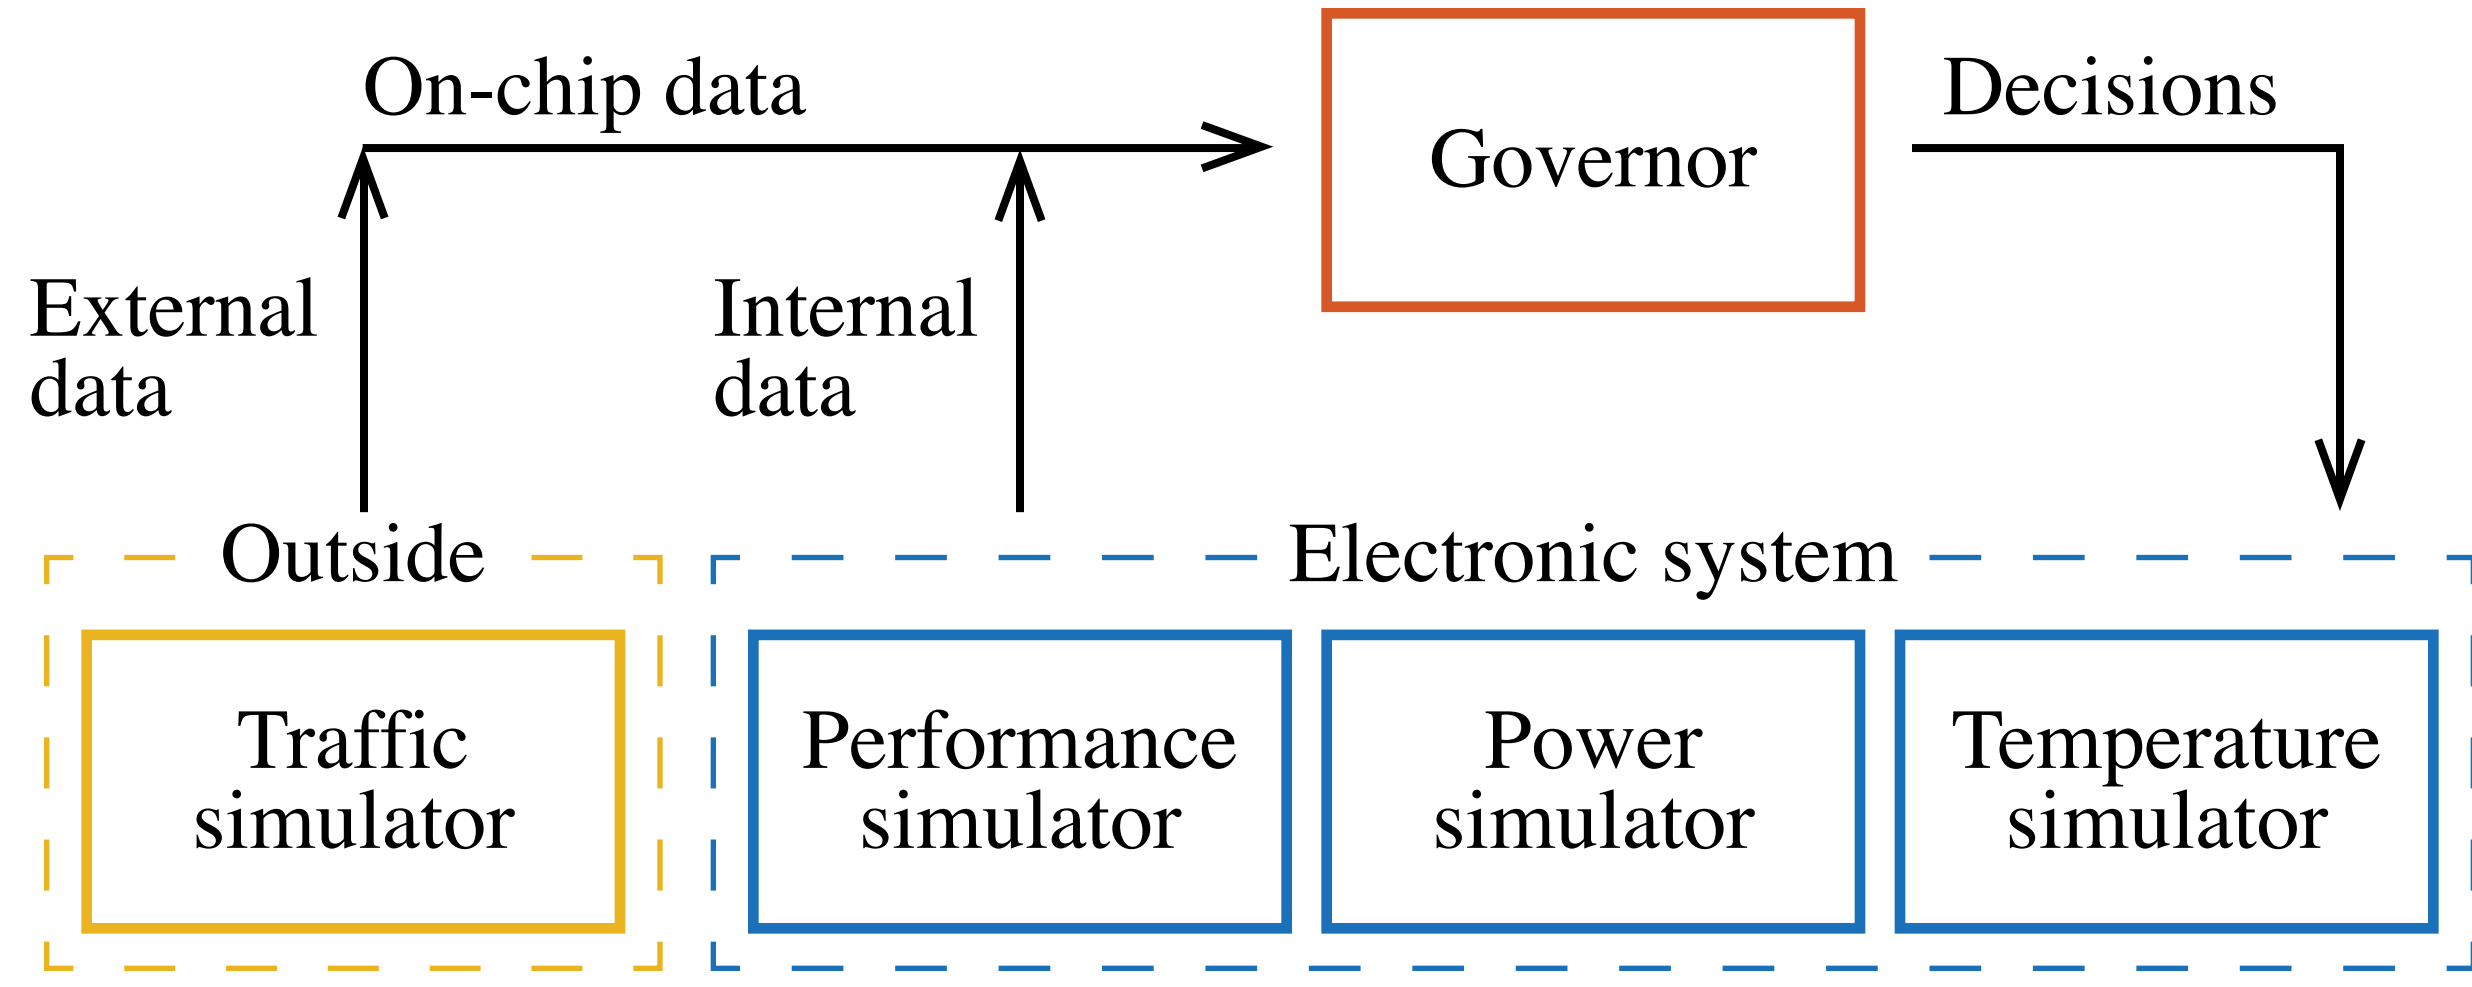 On-chip data
Governor
Decisions
External
data
Internal
data
Outside
Electronic system
Traffic
simulator
Performance
simulator
Power
simulator
Temperature
simulator